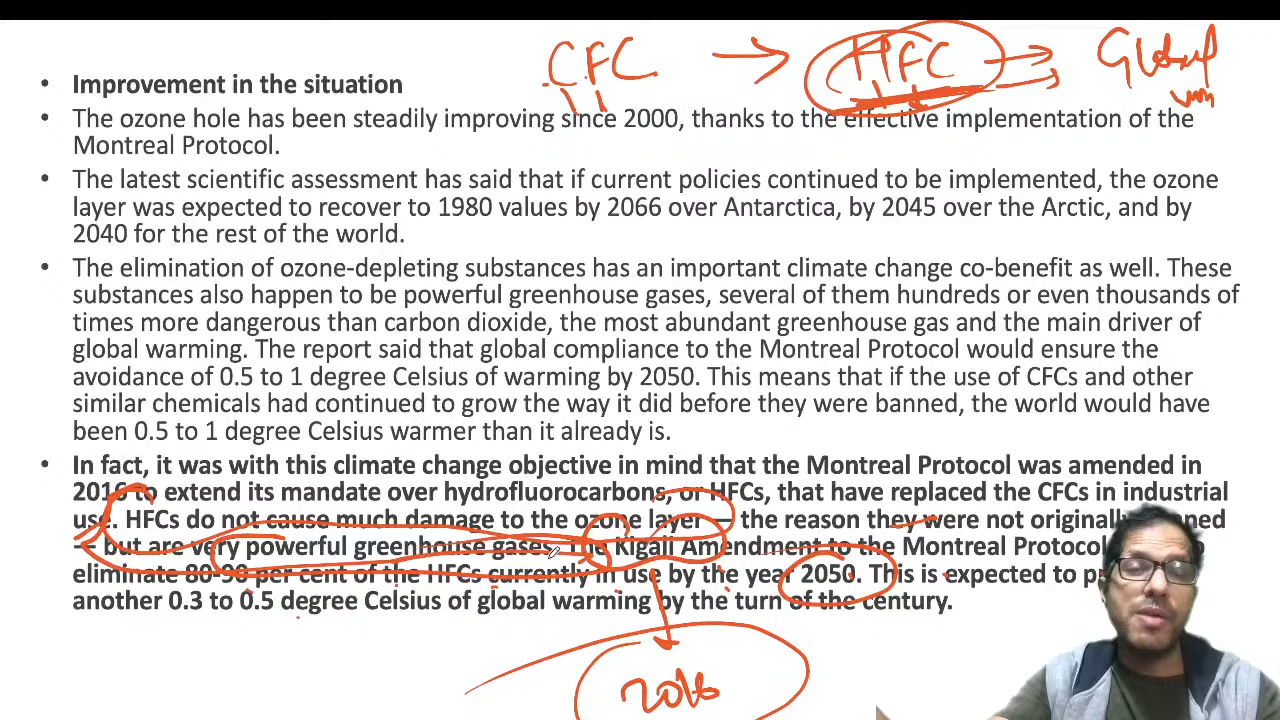 CFC → HFC → Global
• Improvement in the situation
• The ozone hole has been steadily improving since 2000, thanks to the effective implementation of the
Montreal Protocol.
• The latest scientific assessment has said that if current policies continued to be implemented, the ozone
layer was expected to recover to 1980 values by 2066 over Antarctica, by 2045 over the Arctic, and by
2040 for the rest of the world.
• The elimination of ozone-depleting substances has an important climate change co-benefit as well. These
substances also happen to be powerful greenhouse gases, several of them hundreds or even thousands of
times more dangerous than carbon dioxide, the most abundant greenhouse gas and the main driver of
global warming. The report said that global compliance to the Montreal Protocol would ensure the
avoidance of 0.5 to 1 degree Celsius of warming by 2050. This means that if the use of CFCs and other
similar chemicals had continued to grow the way it did before they were banned, the world would have
been 0.5 to 1 degree Celsius warmer than it already is.
• In fact, it was with this climate change objective in mind that the Montreal Protocol was amended in
2016 to extend its mandate over hydrofluorocarbons, or HFCs, that have replaced the CFCs in industrial
use. HFCs do not cause much damage to the ozone layer — the reason they were not originally
— but are very powerful greenhouse gases. The Kigali Amendment to the Montreal Protocol
eliminate 80-90 per cent of the HFCs currently in use by the year 2050. This is expected to
another 0.3 to 0.5 degree Celsius of global warming by the turn of the century.
2016